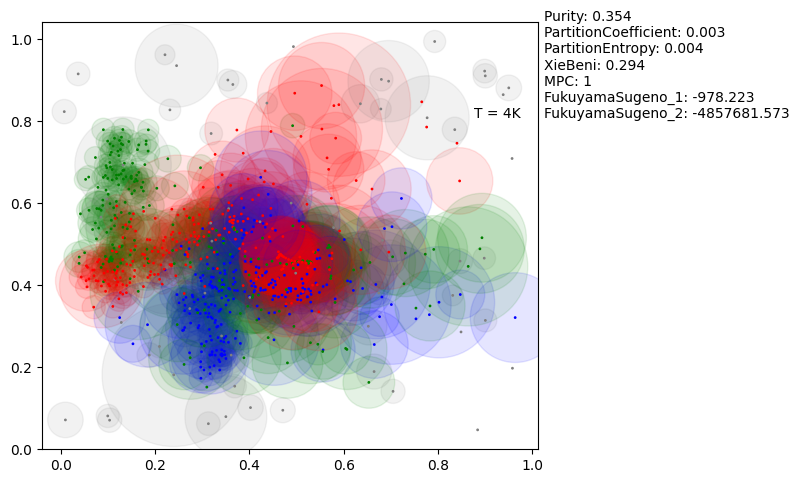 Purity: 0.354
PartitionCoefficient: 0.003
PartitionEntropy: 0.004
XieBeni: 0.294
MPC: 1
FukuyamaSugeno_1: -978.223
FukuyamaSugeno_2: -4857681.573
T = 4K
1.0
0.8
0.6
0.4
0.2
0.0
0.0 0.2 0.4 0.6 0.8 1.0